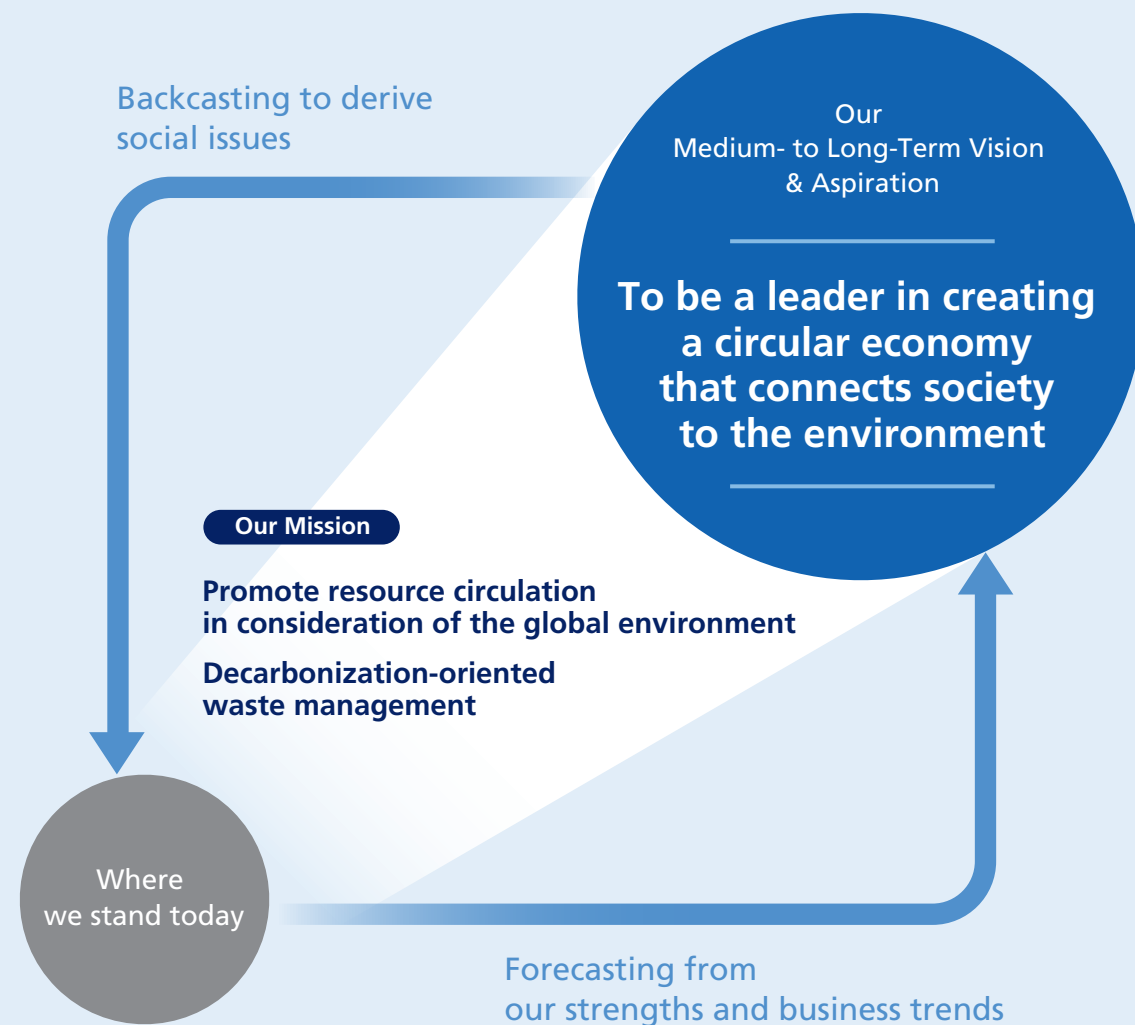 Backcasting to derive
social issues
Our
Medium- to Long-Term Vision
& Aspiration
To be a leader in creating
a circular economy
that connects society
to the environment
Our Mission
Promote resource circulation
in consideration of the global environment
Decarbonization-oriented
waste management
Where
we stand today
Forecasting from
our strengths and business trends